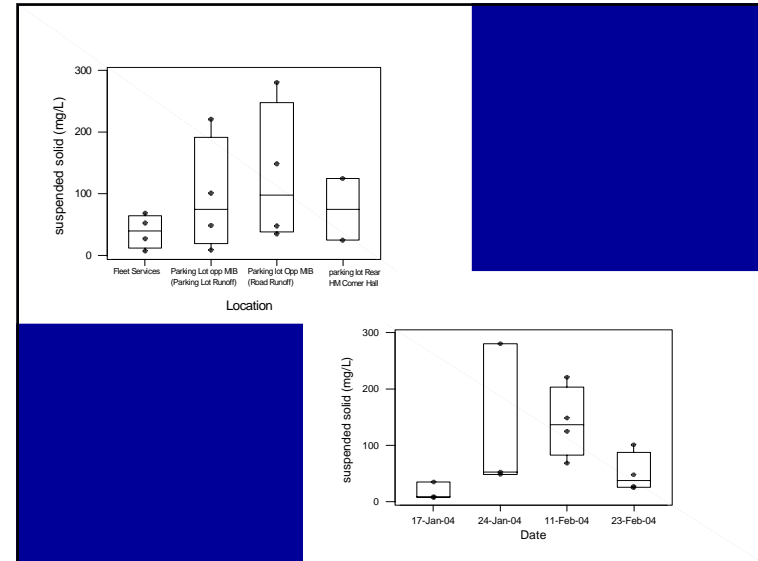 300
200
100
0
suspended solid (mg/L)
Fleet Services
Parking Lot opp MIB
(Parking Lot Runoff)
Parking lot Opp MIB
(Road Runoff)
parking lot Rear
HM Comer Hall
Location
300
200
100
0
suspended solid (mg/L)
17-Jan-04
24-Jan-04
11-Feb-04
23-Feb-04
Date